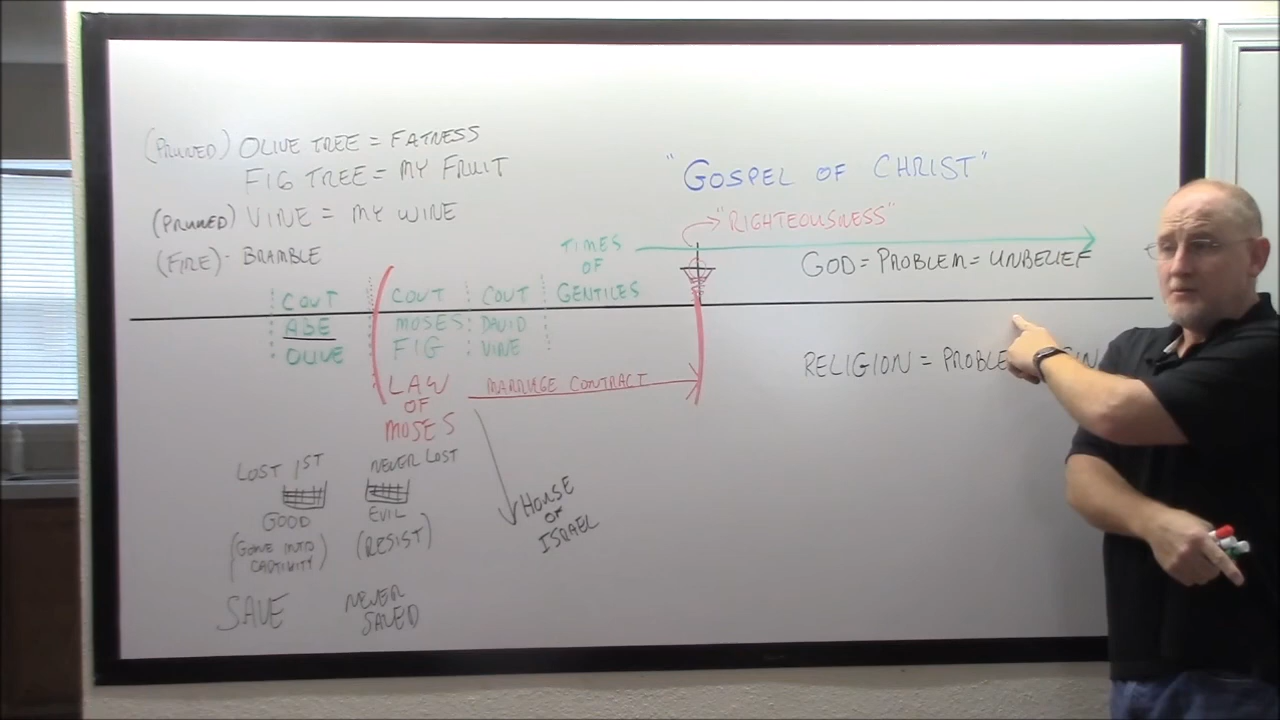 (PRUNED) OLIVE TREE = FATNESS
FIG TREE = MY FRUIT
(PRUNED) VINE = MY WINE
(FIRE)- BRAMBLE
"GOSPEL OF CHRIST"
"RIGHTEOUSNESS"
TIMES
OF
GENTILES
GOD = PROBLEM = UNBELIEF
COVT
ABE
OLIVE
COVT
MOSES
FIG
COVT
DAVID
VINE
LAW
OF
MOSES
MARRIAGE CONTRACT
RELIGION = PROBLE SIN
HOUSE
OF
ISRAEL
LOST 1ST
GOOD
(GONE INTO
CAPTIVITY)
SAVE
NEVER LOST
EVIL
(RESIST)
NEVER
SAVED